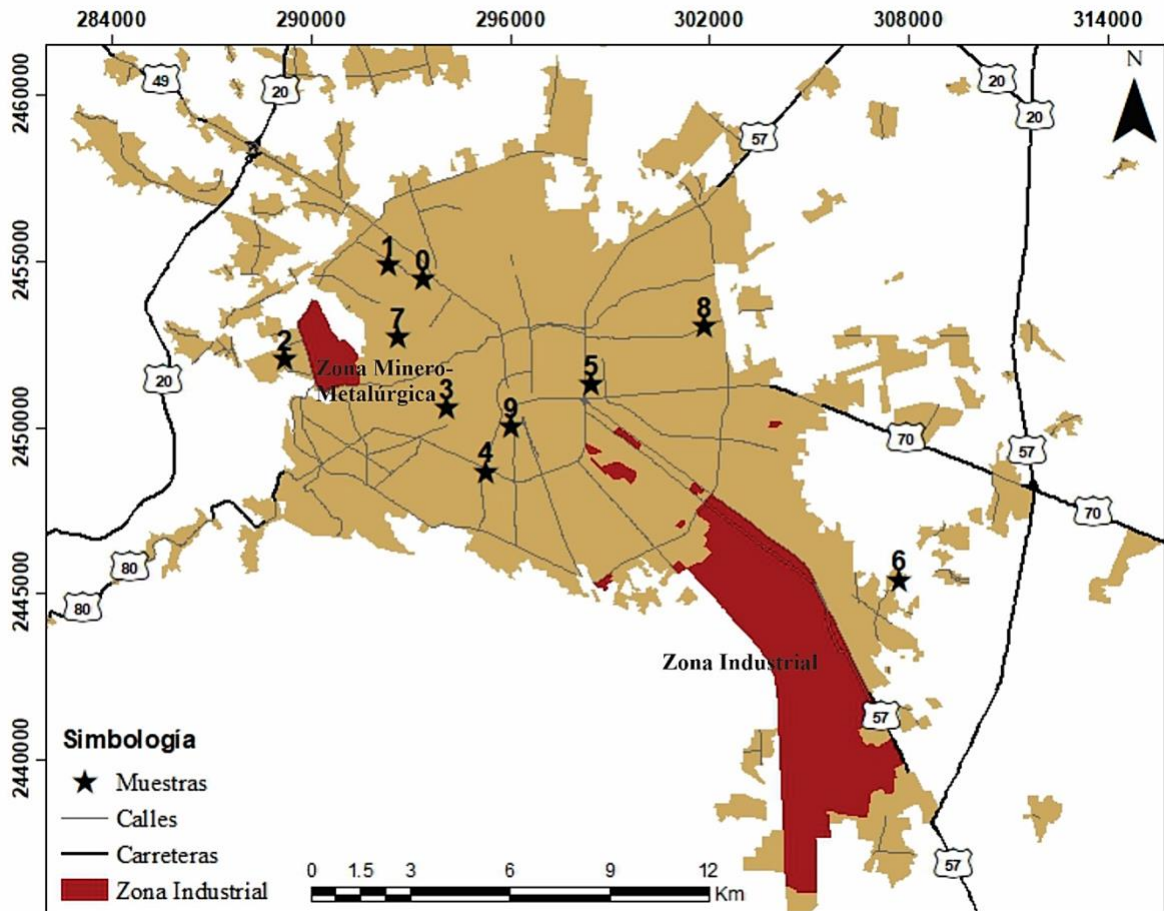 284000 290000 296000 302000 308000 314000
2460000
2455000
2450000
2445000
2440000
N
49
20
57
20
20
1
0
7
2
8
5
3
9
4
6
Zona Minero-
Metalúrgica
20
70
57
70
80
80
Zona Industrial
57
57
Simbología
Muestras
Calles
Carreteras
Zona Industrial
0 1.5 3 6 9 12
Km